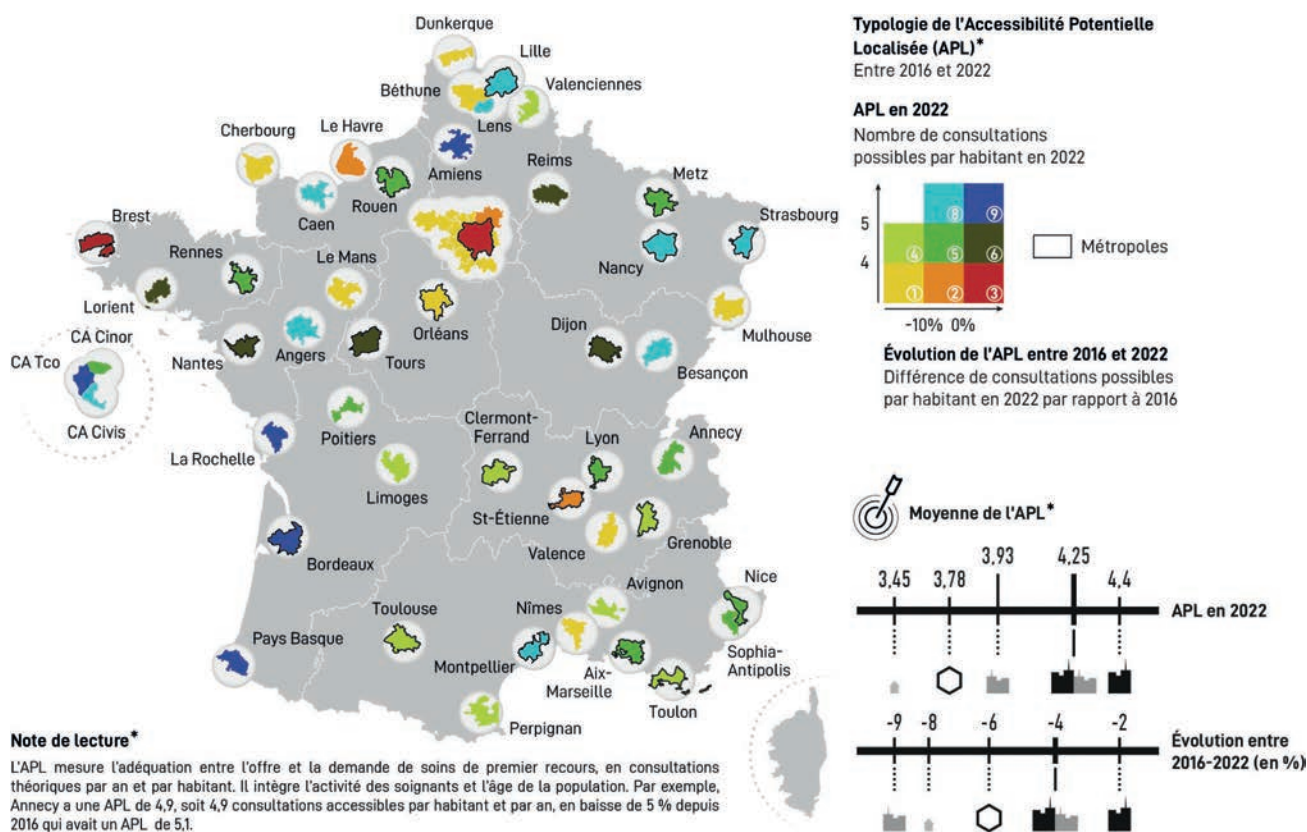 Dunkerque
Lille
Béthune
Valenciennes
Lens
Cherbourg
Le Havre
Amiens
Reims
Metz
Caen
Rouen
Strasbourg
Brest
Rennes
Le Mans
Nancy
Lorient
Orléans
Dijon
Mulhouse
CA Cinor
Nantes
Angers
Tours
Besançon
CA Tco
CA Civis
Poitiers
Clermont-
Ferrand
Lyon
Annecy
La Rochelle
Limoges
St-Étienne
Valence
Grenoble
Bordeaux
Avignon
Nice
Toulouse
Nîmes
Pays Basque
Montpellier
Sophia-
Antipolis
Aix-
Marseille
Toulon
Perpignan
Note de lecture*
L'APL mesure l'adéquation entre l'offre et la demande de soins de premier recours, en consultations
théoriques par an et par habitant. Il intègre l'activité des soignants et l'âge de la population. Par exemple,
Annecy a une APL de 4,9, soit 4,9 consultations accessibles par habitant et par an, en baisse de 5 % depuis
2016 qui avait un APL de 5,1.
Typologie de l'Accessibilité Potentielle
Localisée (APL)*
Entre 2016 et 2022
APL en 2022
Nombre de consultations
possibles par habitant en 2022
5
4
⑧ ⑨
④ ⑤ ⑥
① ② ③
-10% 0%
Métropoles
Évolution de l'APL entre 2016 et 2022
Différence de consultations possibles
par habitant en 2022 par rapport à 2016
Moyenne de l'APL*
3,45 3,78 3,93 4,25 4,4
APL en 2022
-9 -8 -6 -4 -2
Évolution entre
2016-2022 (en %)